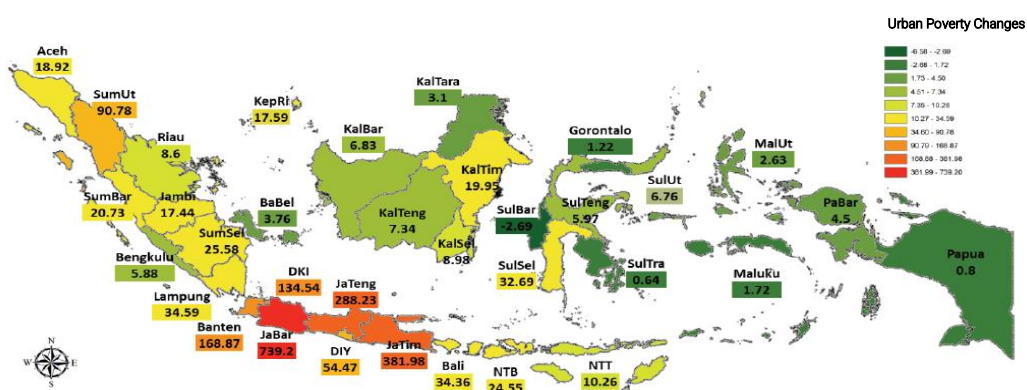 Urban Poverty Changes
-6.58 - -2.69
-2.68 - 1.72
1.73 - 4.50
4.51 - 7.34
7.35 - 10.26
10.27 - 34.59
34.60 - 90.78
90.79 - 168.87
168.88 - 381.98
381.99 - 739.20
Aceh
18.92
SumUt
90.78
KepRi
17.59
Riau
8.6
SumBar
20.73
Jambi
17.44
BaBel
3.76
SumSel
25.58
Bengkulu
5.88
Lampung
34.59
Banten
168.87
DKI
134.54
JaBar
739.2
JaTeng
288.23
DIY
54.47
JaTim
381.98
Bali
34.36
NTB
24.55
NTT
10.26
KalTara
3.1
KalBar
6.83
KalTim
19.95
KalTeng
7.34
KalSel
8.98
Gorontalo
1.22
SulUt
6.76
SulTeng
5.97
SulBar
-2.69
SulSel
32.69
SulTra
0.64
MalUt
2.63
Maluku
1.72
PaBar
4.5
Papua
0.8
N
W
E
S